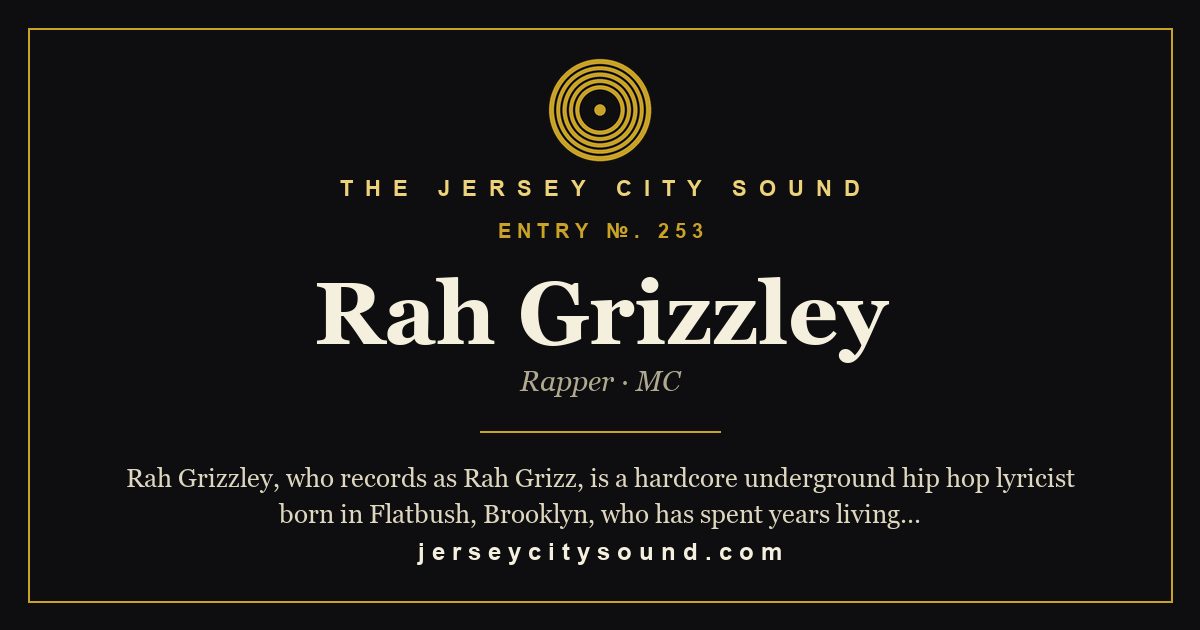 THE JERSEY CITY SOUND
ENTRY №. 253
Rah Grizzley
Rapper · MC
Rah Grizzley, who records as Rah Grizz, is a hardcore underground hip hop lyricist
born in Flatbush, Brooklyn, who has spent years living...
jerseycitysound.com